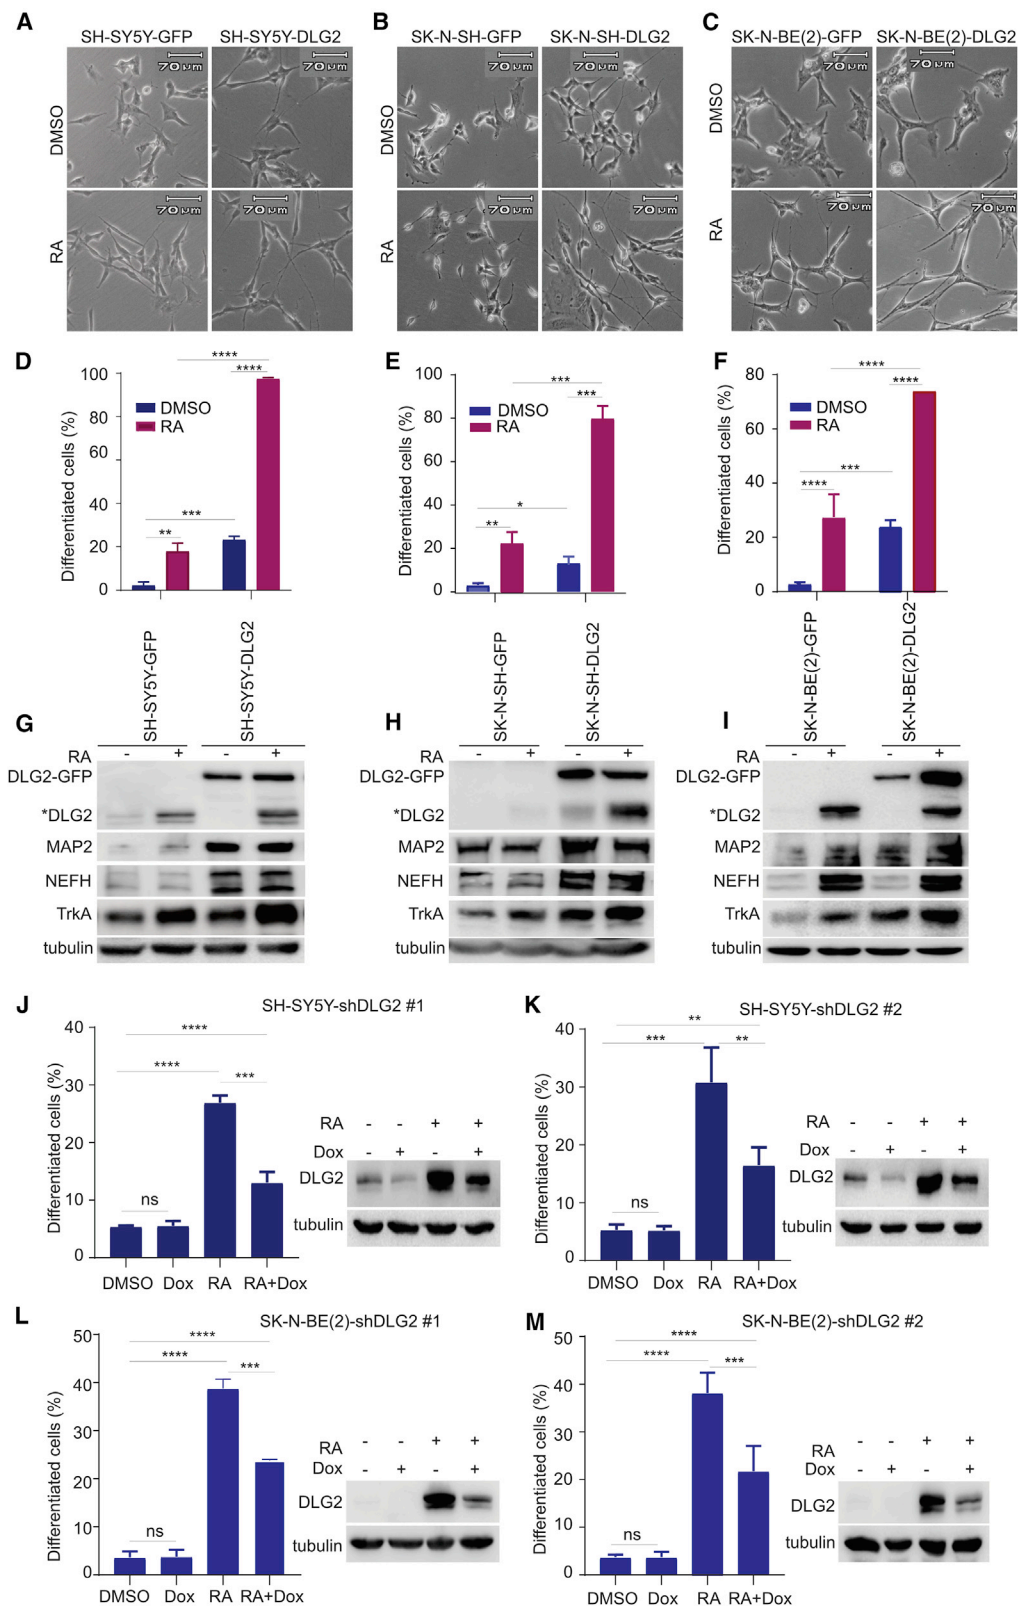 A B C
SH-SY5Y-GFP SH-SY5Y-DLG2 SK-N-SH-GFP SK-N-SH-DLG2 SK-N-BE(2)-GFP SK-N-BE(2)-DLG2
70 µm 70 µm 70 µm 70 µm 70 µm 70 µm
DMSO DMSO DMSO
70 µm 70 µm 70 µm 70 µm 70 µm 70 µm
RA RA RA
D
Differentiated cells (%)
100
80
60
40
20
0
DMSO
RA
**** ****
*** **
SH-SY5Y-GFP SH-SY5Y-DLG2
E
Differentiated cells (%)
100
80
60
40
20
0
DMSO
RA
*** ***
* **
SK-N-SH-GFP SK-N-SH-DLG2
F
Differentiated cells (%)
80
60
40
20
0
DMSO
RA
**** ****
*** ****
SK-N-BE(2)-GFP SK-N-BE(2)-DLG2
G
RA - + - +
DLG2-GFP
*DLG2
MAP2
NEFH
TrkA
tubulin
H
RA - + - +
DLG2-GFP
*DLG2
MAP2
NEFH
TrkA
tubulin
I
RA - + - +
DLG2-GFP
*DLG2
MAP2
NEFH
TrkA
tubulin
J
SH-SY5Y-shDLG2 #1
Differentiated cells (%)
40
30
20
10
0
****
**** ***
ns
DMSO Dox RA RA+Dox
RA - - + +
Dox - + - +
DLG2
tubulin
K
SH-SY5Y-shDLG2 #2
Differentiated cells (%)
40
30
20
10
0
**
*** **
ns
DMSO Dox RA RA+Dox
RA - - + +
Dox - + - +
DLG2
tubulin
L
SK-N-BE(2)-shDLG2 #1
Differentiated cells (%)
50
40
30
20
10
0
****
**** ***
ns
DMSO Dox RA RA+Dox
RA - - + +
Dox - + - +
DLG2
tubulin
M
SK-N-BE(2)-shDLG2 #2
Differentiated cells (%)
50
40
30
20
10
0
****
**** ***
ns
DMSO Dox RA RA+Dox
RA - - + +
Dox - + - +
DLG2
tubulin